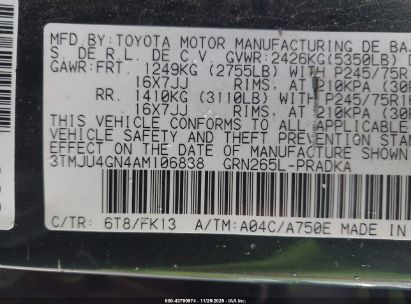 MFD.BY: TOYOTA MOTOR MANUFACTURING DE BA
S. DE R.L. DE C.V. GVWR: 2426KG(5350LB) D
GAWR:FRT. 1249KG (2755LB) WITH P245/75R
16X7JJ RIMS, AT 210KPA (30
RR. 1410KG (3110LB) WITH P245/75R1
16X7JJ RIMS, AT 210KPA (30
THIS VEHICLE CONFORMS TO ALL APPLICABLE
VEHICLE SAFETY AND THEFT PREVENTION STAN
EFFECT ON THE DATE OF MANUFACTURE
3TMJU4GN4AM106838 GRN265L-PRADKA
C/TR: 6T8/FK13 A/TM: A04C/A750E MADE IN